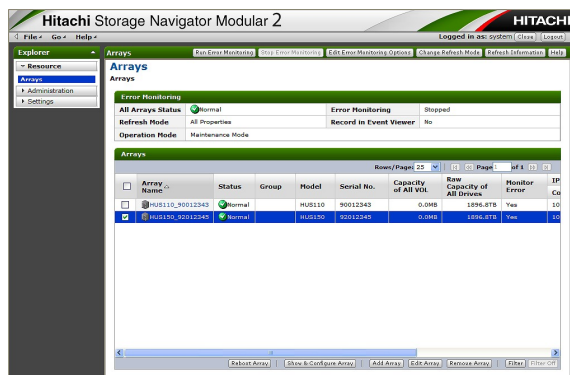 Hitachi Storage Navigator Modular 2
HITACHI
File Go Help
Logged in as: system Close Logout
Explorer
Arrays
Run Error Monitoring Stop Error Monitoring Edit Error Monitoring Options Change Refresh Mode Refresh Information Help
Resource
Arrays
Administration
Settings
Arrays
Arrays
Error Monitoring
All Arrays Status Normal Error Monitoring Stopped
Refresh Mode All Properties Record in Event Viewer No
Operation Mode Maintenance Mode
Arrays
Rows/Page: 25 Page 1 of 1
Array Name Status Group Model Serial No. Capacity of All VOL Raw Capacity of All Drives Monitor Error IP
Co
HUS110_90012343 Normal HUS110 90012343 0.0MB 1896.8TB Yes 10
HUS150_92012345 Normal HUS150 92012345 0.0MB 1896.8TB Yes 10
Reboot Array Show & Configure Array Add Array Edit Array Remove Array Filter Filter Off